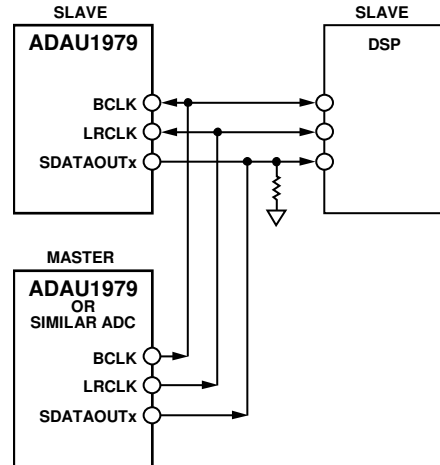 SLAVE
ADAU1979
BCLK
LRCLK
SDATAOUTx
SLAVE
DSP
MASTER
ADAU1979
OR
SIMILAR ADC
BCLK
LRCLK
SDATAOUTx